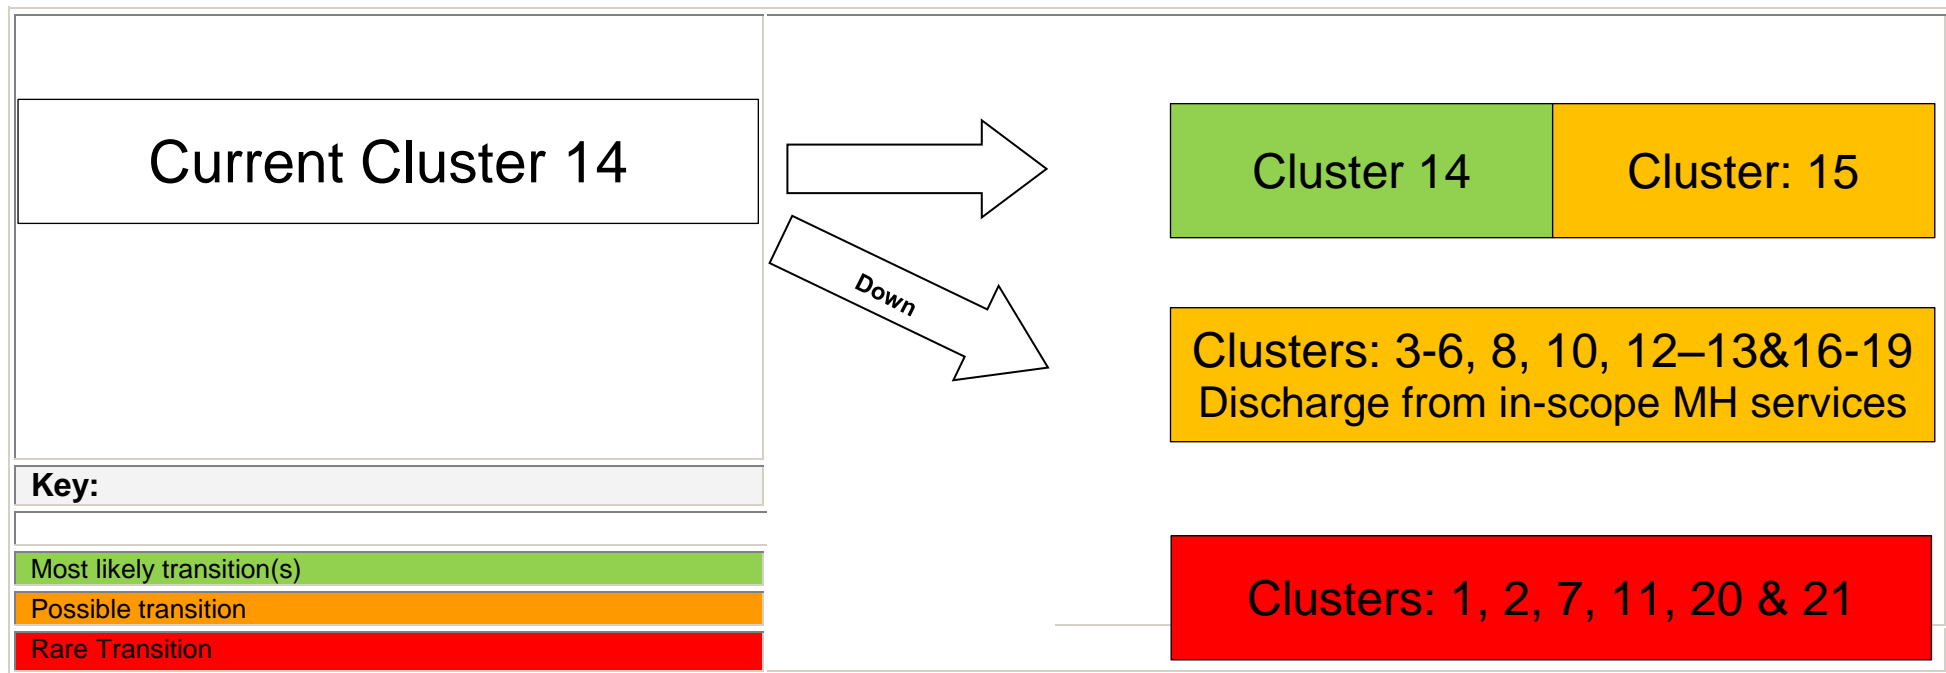 Current Cluster 14
Cluster 14
Cluster: 15
Down
Clusters: 3-6, 8, 10, 12–13&16-19
Discharge from in-scope MH services
Key:
Most likely transition(s)
Possible transition
Rare Transition
Clusters: 1, 2, 7, 11, 20 & 21